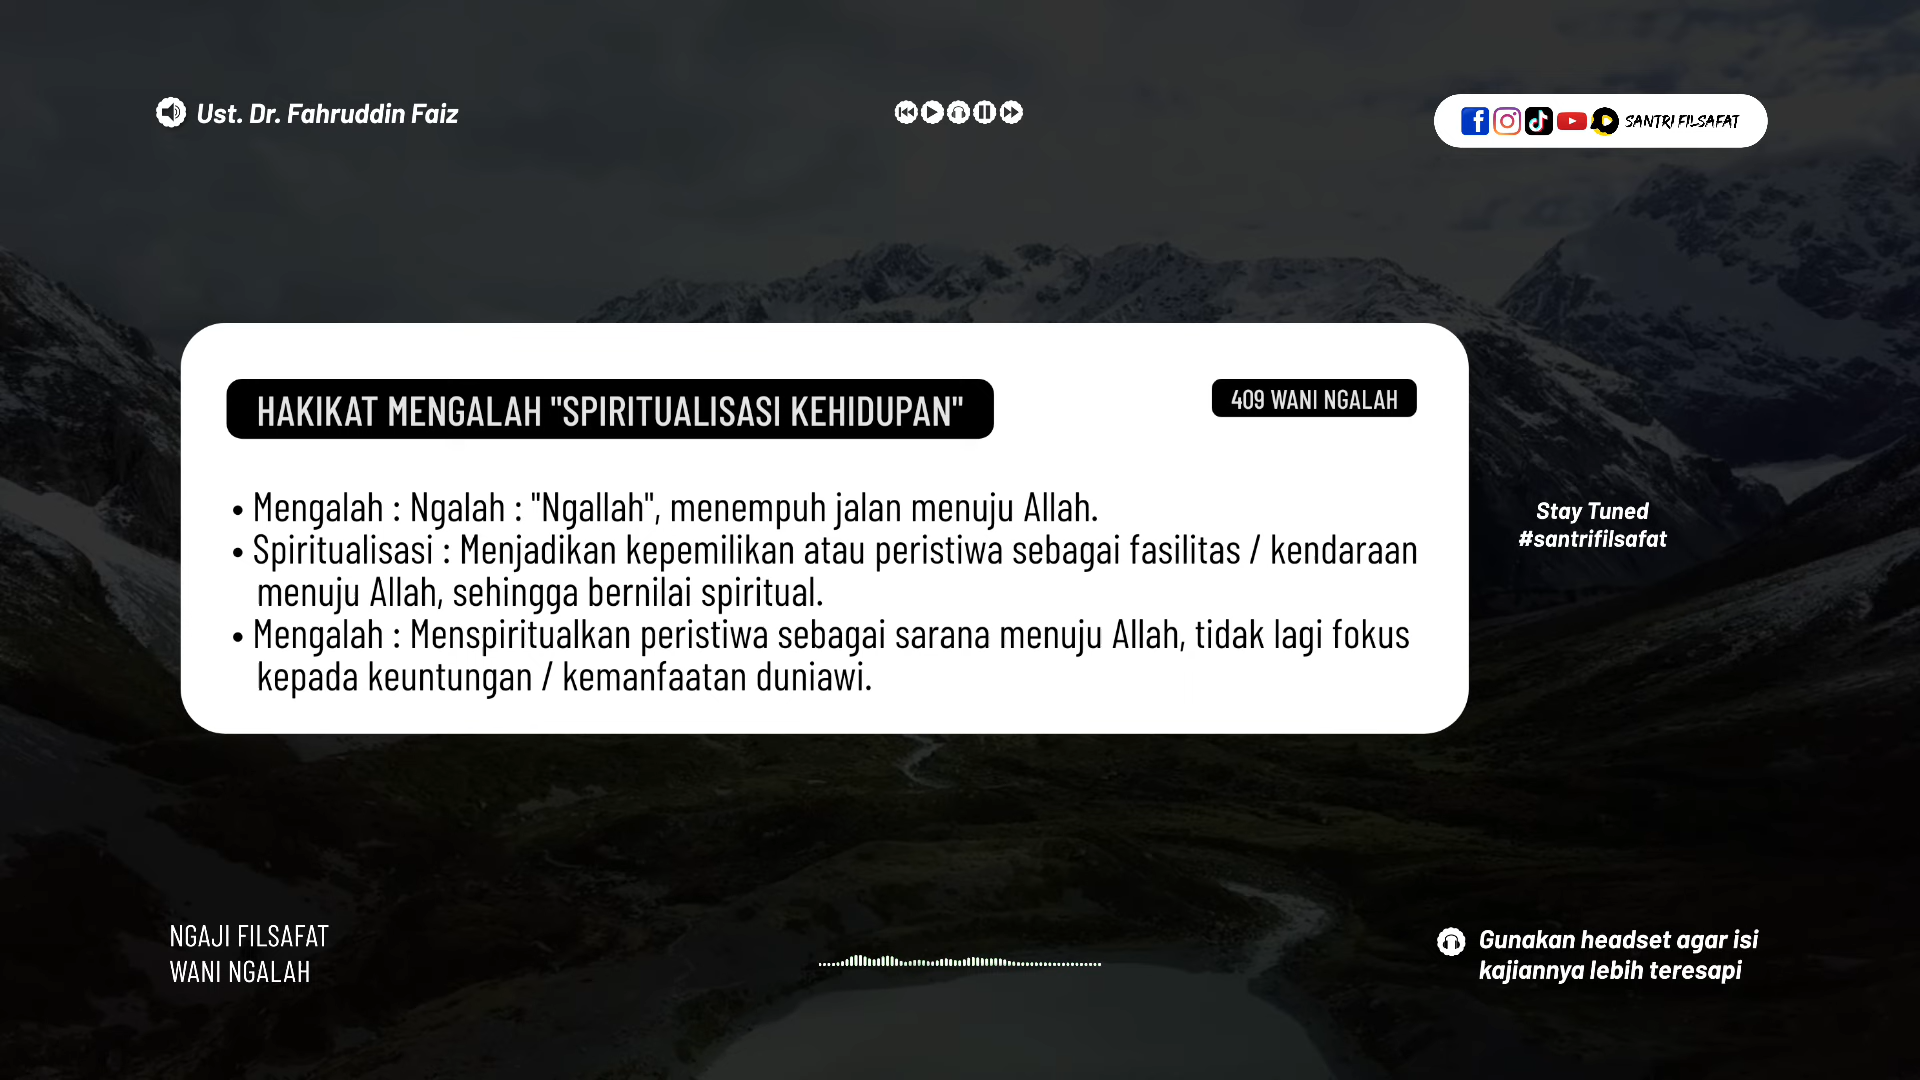 Ust. Dr. Fahruddin Faiz
SANTRI FILSAFAT
HAKIKAT MENGALAH "SPIRITUALISASI KEHIDUPAN"
409 WANI NGALAH
• Mengalah : Ngalah : "Ngallah", menempuh jalan menuju Allah.
• Spiritualisasi : Menjadikan kepemilikan atau peristiwa sebagai fasilitas / kendaraan
menuju Allah, sehingga bernilai spiritual.
• Mengalah : Menspiritualkan peristiwa sebagai sarana menuju Allah, tidak lagi fokus
kepada keuntungan / kemanfaatan duniawi.
Stay Tuned
#santrifilsafat
NGAJI FILSAFAT
WANI NGALAH
Gunakan headset agar isi
kajiannya lebih teresapi